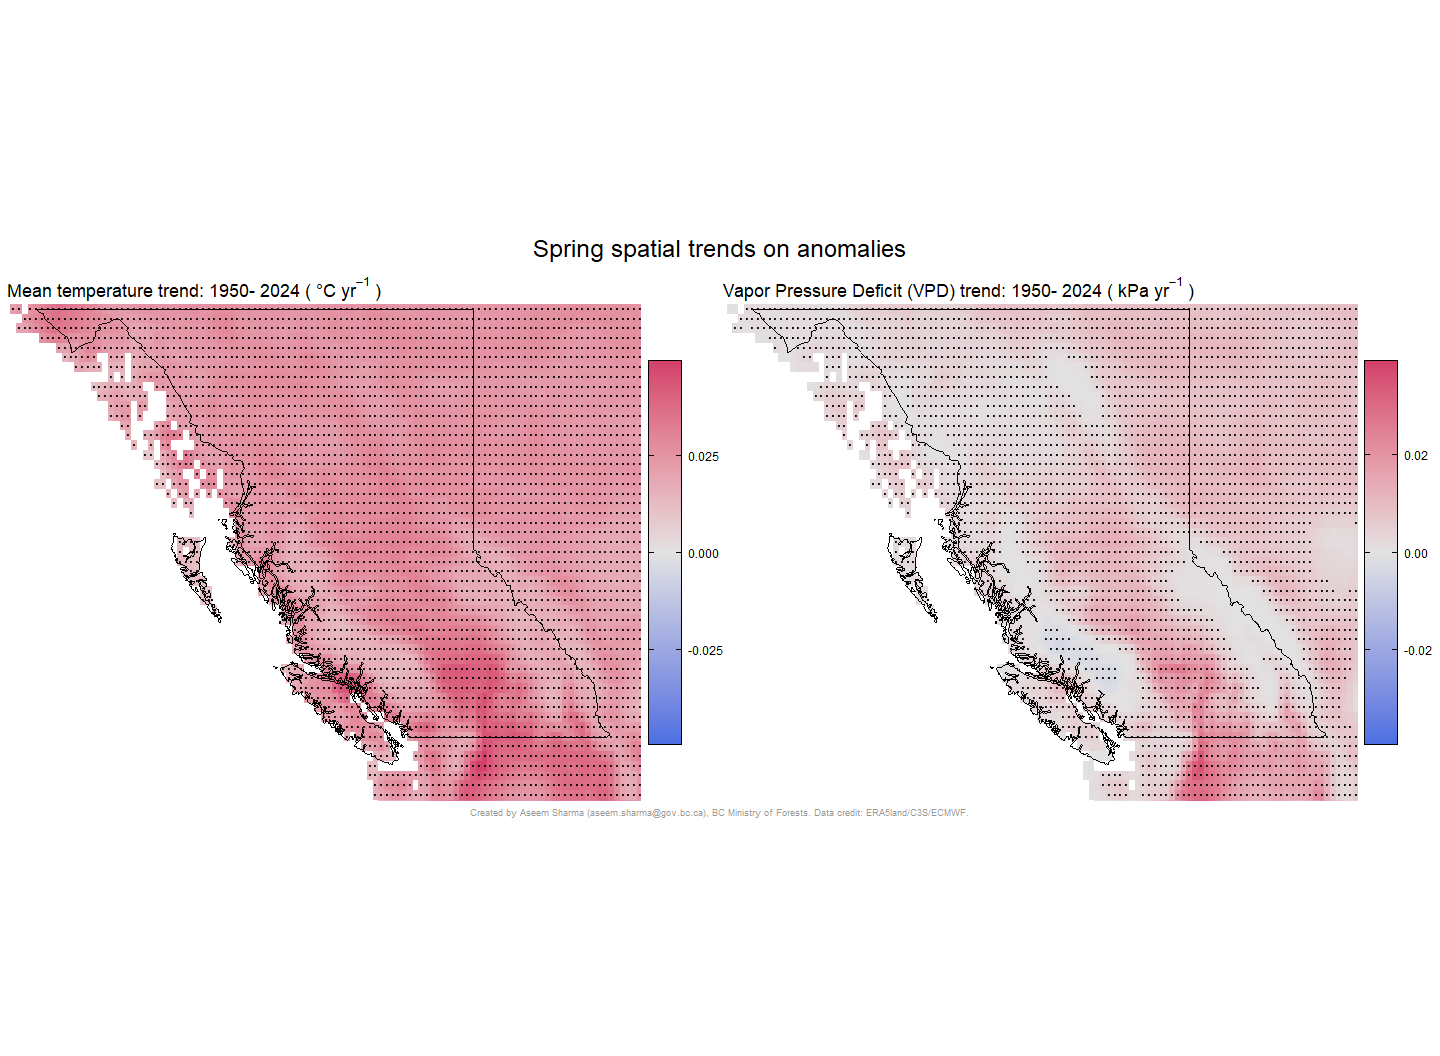 Spring spatial trends on anomalies
Mean temperature trend: 1950- 2024 ( °C yr⁻¹ )
Vapor Pressure Deficit (VPD) trend: 1950- 2024 ( kPa yr⁻¹ )
0.025
0.000
-0.025
0.02
0.00
-0.02
Created by Aseem Sharma (aseem.sharma@gov.bc.ca), BC Ministry of Forests. Data credit: ERA5land/C3S/ECMWF.